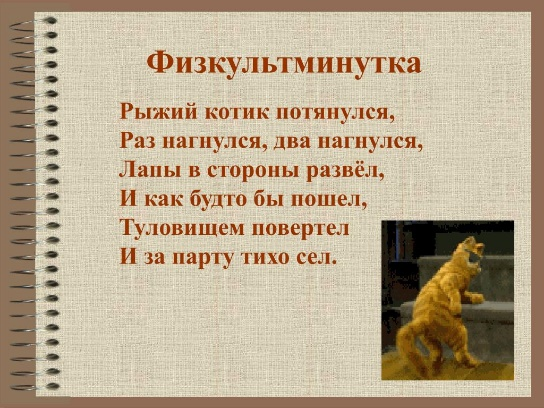 Физкультминутка
Рыжий котик потянулся,
Раз нагнулся, два нагнулся,
Лапы в стороны развёл,
И как будто бы пошел,
Туловищем повертел
И за парту тихо сел.